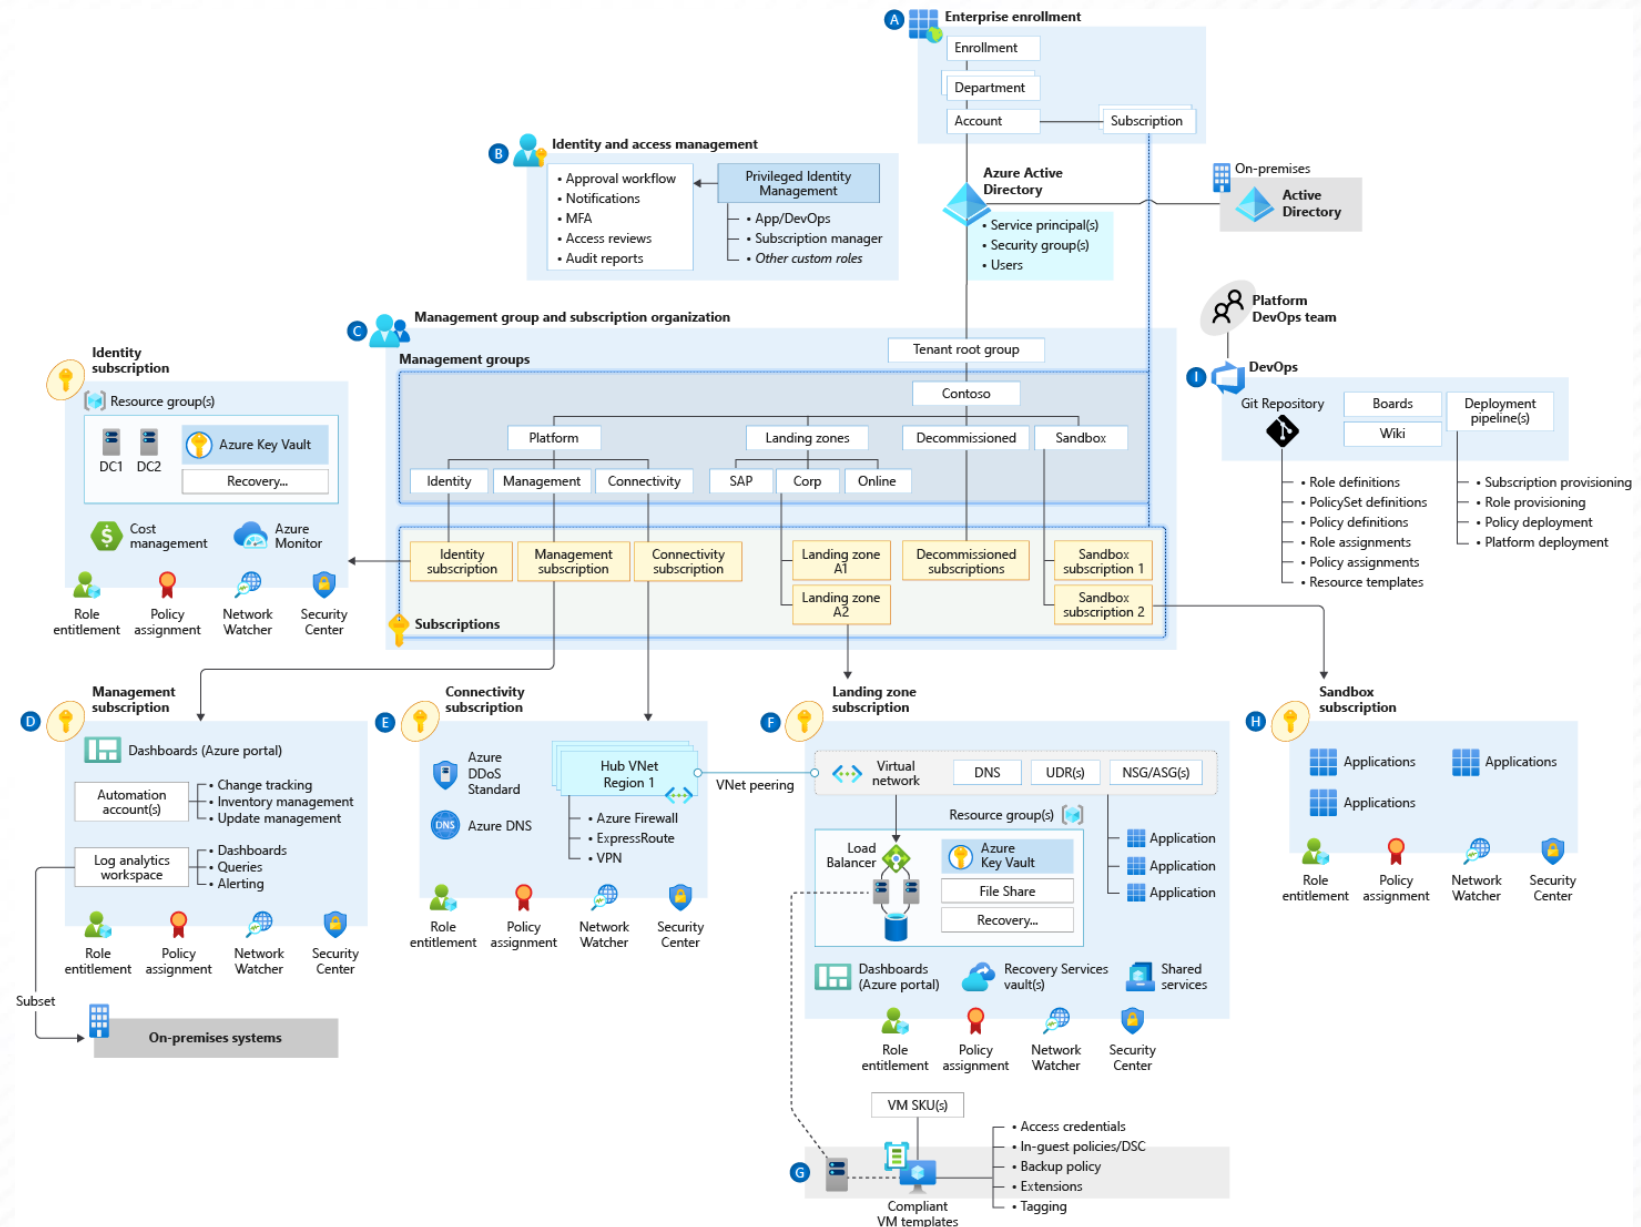 A
Enterprise enrollment
Enrollment
Department
Account
Subscription
B
Identity and access management
• Approval workflow
• Notifications
• MFA
• Access reviews
• Audit reports
Privileged Identity
Management
• App/DevOps
• Subscription manager
• Other custom roles
Azure Active
Directory
• Service principal(s)
• Security group(s)
• Users
On-premises
Active
Directory
C
Management group and subscription organization
Management groups
Tenant root group
Contoso
Platform
Landing zones
Decommissioned
Sandbox
Identity
Management
Connectivity
SAP
Corp
Online
Identity
subscription
Management
subscription
Connectivity
subscription
Landing zone
A1
Landing zone
A2
Decommissioned
subscriptions
Sandbox
subscription 1
Sandbox
subscription 2
Subscriptions
Identity
subscription
Resource group(s)
DC1
DC2
Azure Key Vault
Recovery...
Cost
management
Azure
Monitor
Role
entitlement
Policy
assignment
Network
Watcher
Security
Center
Platform
DevOps team
I
DevOps
Git Repository
Boards
Wiki
Deployment
pipeline(s)
• Role definitions
• PolicySet definitions
• Policy definitions
• Role assignments
• Policy assignments
• Resource templates
• Subscription provisioning
• Role provisioning
• Policy deployment
• Platform deployment
D
Management
subscription
Dashboards (Azure portal)
Automation
account(s)
• Change tracking
• Inventory management
• Update management
Log analytics
workspace
• Dashboards
• Queries
• Alerting
Role
entitlement
Policy
assignment
Network
Watcher
Security
Center
Subset
On-premises systems
E
Connectivity
subscription
Azure
DDoS
Standard
DNS
Azure DNS
Hub VNet
Region 1
• Azure Firewall
• ExpressRoute
• VPN
VNet peering
Role
entitlement
Policy
assignment
Network
Watcher
Security
Center
F
Landing zone
subscription
Virtual
network
DNS
UDR(s)
NSG/ASG(s)
Resource group(s)
Load
Balancer
Azure
Key Vault
File Share
Recovery...
Application
Application
Application
Dashboards
(Azure portal)
Recovery Services
vault(s)
Shared
services
Role
entitlement
Policy
assignment
Network
Watcher
Security
Center
H
Sandbox
subscription
Applications
Applications
Applications
Role
entitlement
Policy
assignment
Network
Watcher
Security
Center
G
VM SKU(s)
Compliant
VM templates
• Access credentials
• In-guest policies/DSC
• Backup policy
• Extensions
• Tagging